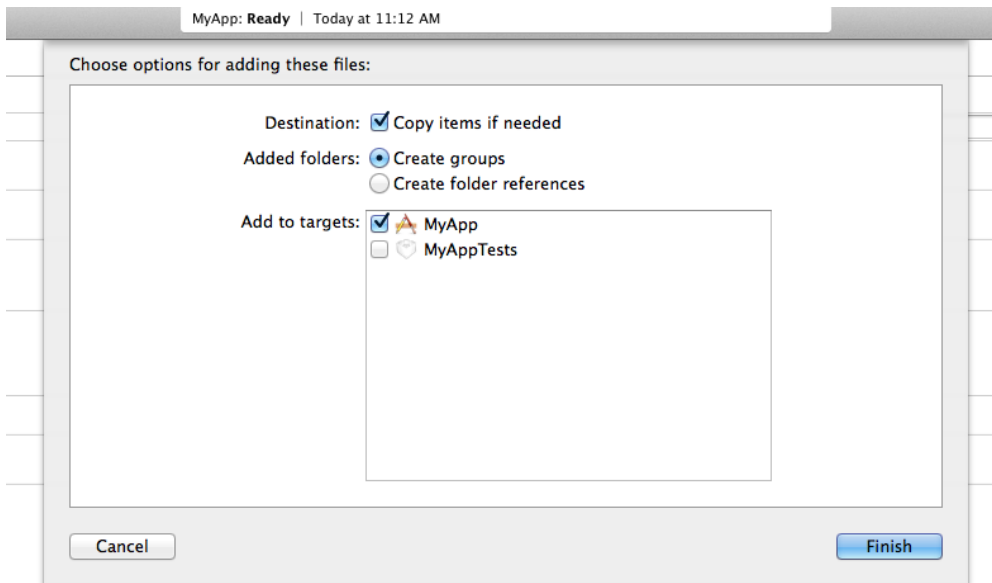 MyApp: Ready | Today at 11:12 AM
Choose options for adding these files:
Destination: Copy items if needed
Added folders: Create groups
Create folder references
Add to targets: MyApp
MyAppTests
Cancel Finish